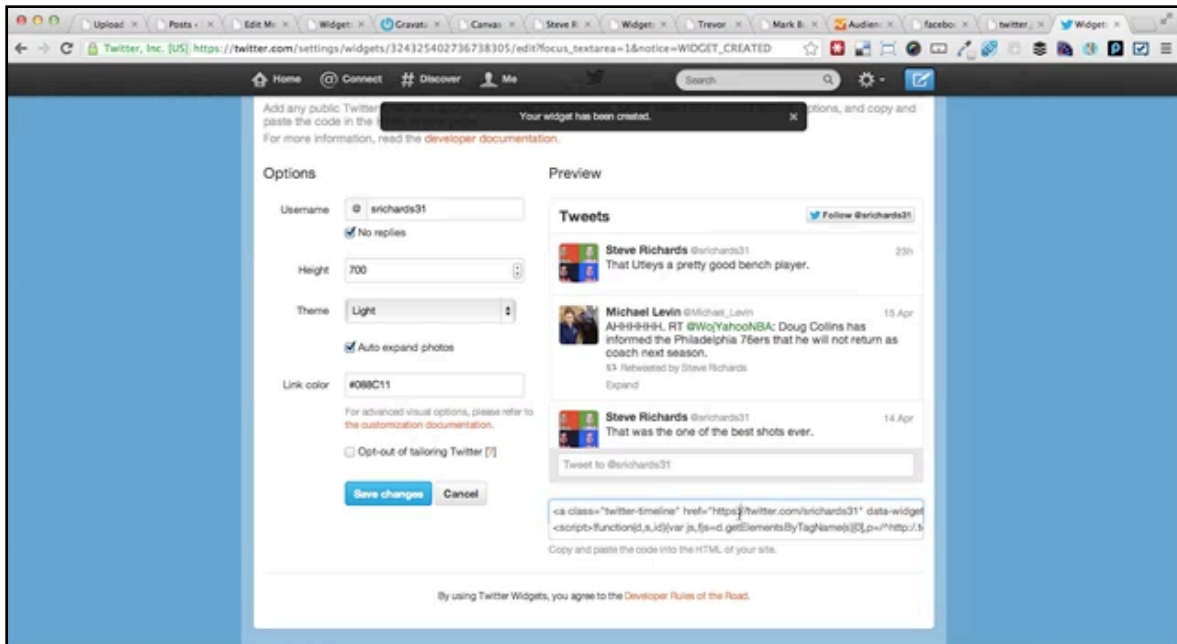 Upload
Posts
Edit Me
Widget
Gravata
Canvas
Steve R
Widget
Trevor
Mark B
Audien
facebo
twitter
Widget
Twitter, Inc. [US] https://twitter.com/settings/widgets/324325402736738305/edit?focus_textarea=1&notice=WIDGET_CREATED
Home Connect Discover Me Search
Add any public Twitter
ptions, and copy and
paste the code in the
Your widget has been created.
For more information, read the developer documentation.
Options
Username @ srichards31
No replies
Height 700
Theme Light
Auto expand photos
Link color #088C11
For advanced visual options, please refer to
the customization documentation.
Opt-out of tailoring Twitter [?]
Save changes Cancel
Preview
Tweets Follow @srichards31
Steve Richards @srichards31 23h
That Utleys a pretty good bench player.
Michael Levin @Michael_Levin 15 Apr
AHHHHHH. RT @WojYahooNBA: Doug Collins has
informed the Philadelphia 76ers that he will not return as
coach next season.
Retweeted by Steve Richards
Expand
Steve Richards @srichards31 14 Apr
That was the one of the best shots ever.
Tweet to @srichards31
<a class="twitter-timeline" href="https://twitter.com/srichards31" data-widget
<script>!function(d,s,id){var js,fjs=d.getElementsByTagName(s)[0],p=/^http:/.t
Copy and paste the code into the HTML of your site.
By using Twitter Widgets, you agree to the Developer Rules of the Road.